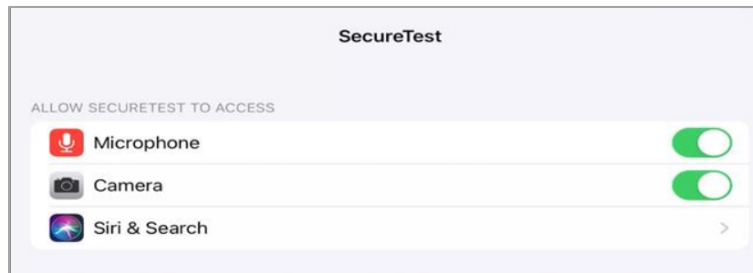 SecureTest
ALLOW SECURETEST TO ACCESS
Microphone
Camera
Siri & Search